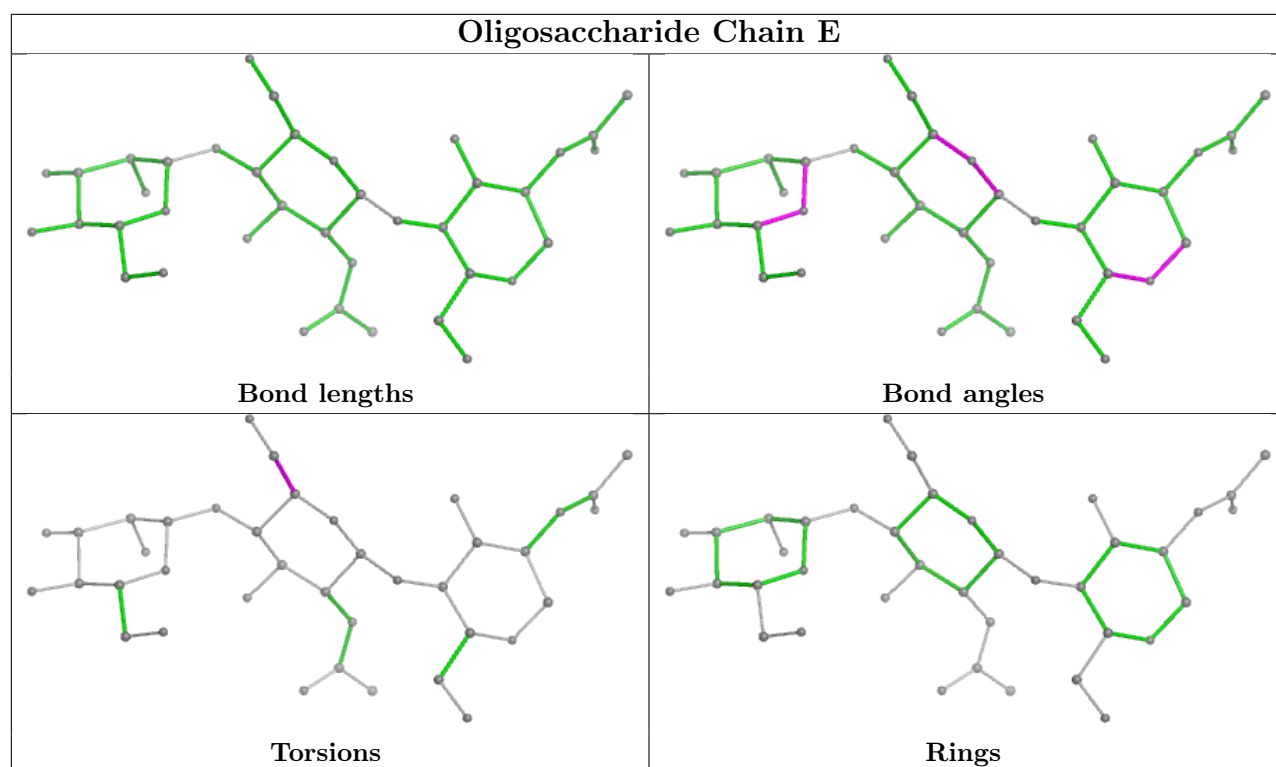 Oligosaccharide Chain E
Bond lengths
Bond angles
Torsions
Rings